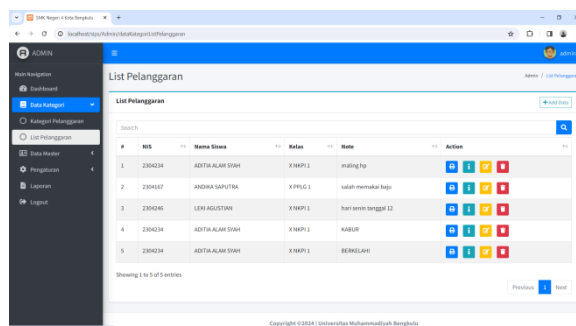 SMK Negeri 4 Kota Bengkulu
localhost/sips/Admin/dataKategori/ListPelanggaran
ADMIN
admin
Main Navigation
Dashboard
Data Kategori
Kategori Pelanggaran
List Pelanggaran
Data Master
Pengaturan
Laporan
Logout
List Pelanggaran
Admin / List Pelanggaran
List Pelanggaran
+ Add Data
Search
# NIS Nama Siswa Kelas Note Action
1 2304234 ADITIA ALAM SYAH X NKPI 1 maling hp
2 2304167 ANDIKA SAPUTRA X PPLG 1 salah memakai baju
3 2304246 LEKI AGUSTIAN X NKPI 1 hari senin tanggal 12
4 2304234 ADITIA ALAM SYAH X NKPI 1 KABUR
5 2304234 ADITIA ALAM SYAH X NKPI 1 BERKELAHI
Showing 1 to 5 of 5 entries
Previous 1 Next
Copyright ©2024 | Universitas Muhammadiyah Bengkulu